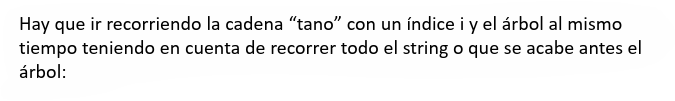 Hay que ir recorriendo la cadena “tano” con un índice i y el árbol al mismo
tiempo teniendo en cuenta de recorrer todo el string o que se acabe antes el
árbol: